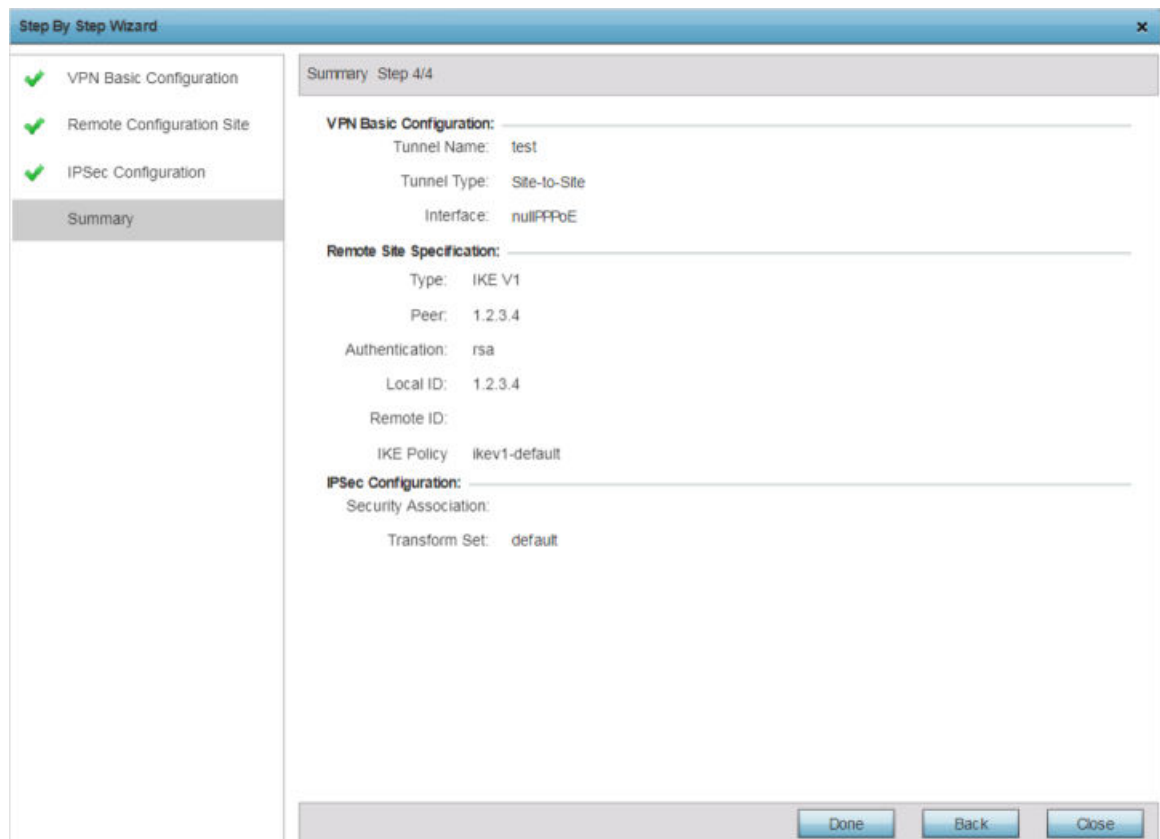 Step By Step Wizard
VPN Basic Configuration
Remote Configuration Site
IPSec Configuration
Summary
Summary Step 4/4
VPN Basic Configuration:
Tunnel Name: test
Tunnel Type: Site-to-Site
Interface: nullPPPoE
Remote Site Specification:
Type: IKE V1
Peer: 1.2.3.4
Authentication: rsa
Local ID: 1.2.3.4
Remote ID:
IKE Policy ikev1-default
IPSec Configuration:
Security Association:
Transform Set: default
Done Back Close